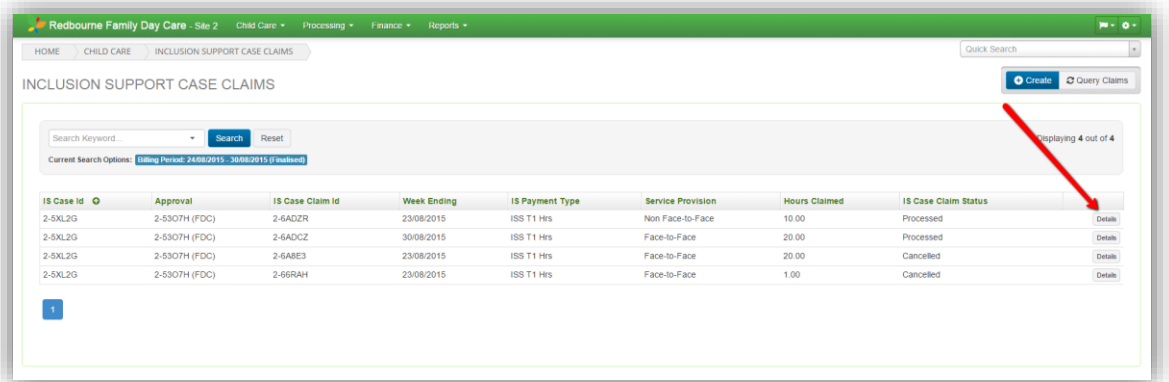 Redbourne Family Day Care - Site 2 Child Care Processing Finance Reports
HOME CHILD CARE INCLUSION SUPPORT CASE CLAIMS Quick Search
INCLUSION SUPPORT CASE CLAIMS Create Query Claims
Search Keyword... Search Reset Displaying 4 out of 4
Current Search Options: Billing Period: 24/08/2015 - 30/08/2015 (Finalised)
IS Case Id Approval IS Case Claim Id Week Ending IS Payment Type Service Provision Hours Claimed IS Case Claim Status
2-5XL2G 2-53O7H (FDC) 2-6ADZR 23/08/2015 ISS T1 Hrs Non Face-to-Face 10.00 Processed Details
2-5XL2G 2-53O7H (FDC) 2-6ADCZ 30/08/2015 ISS T1 Hrs Face-to-Face 20.00 Processed Details
2-5XL2G 2-53O7H (FDC) 2-6A8E3 23/08/2015 ISS T1 Hrs Face-to-Face 20.00 Cancelled Details
2-5XL2G 2-53O7H (FDC) 2-66RAH 23/08/2015 ISS T1 Hrs Face-to-Face 1.00 Cancelled Details
1